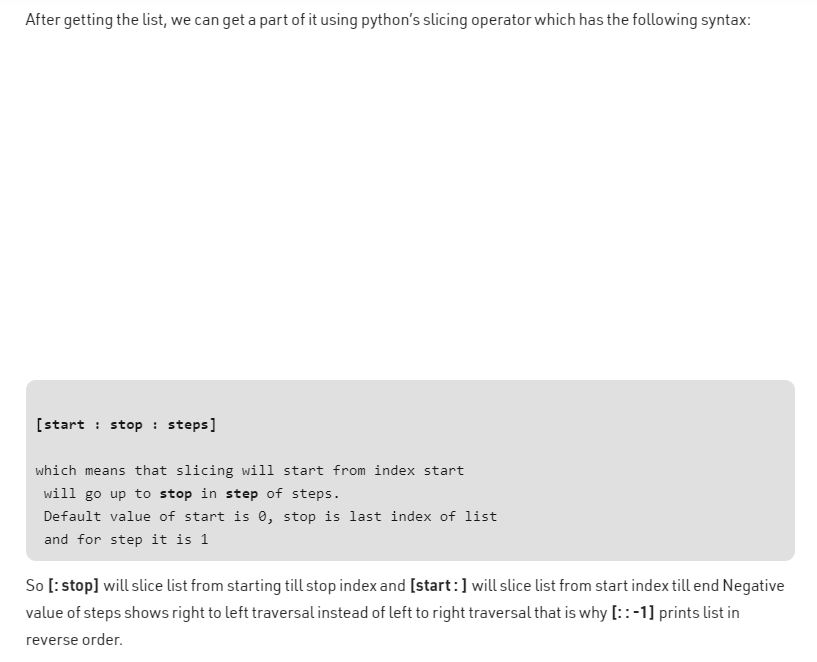 After getting the list, we can get a part of it using python's slicing operator which has the following syntax:
[start : stop : steps]
which means that slicing will start from index start
will go up to stop in step of steps.
Default value of start is 0, stop is last index of list
and for step it is 1
So [: stop] will slice list from starting till stop index and [start : ] will slice list from start index till end Negative
value of steps shows right to left traversal instead of left to right traversal that is why [: : -1] prints list in
reverse order.